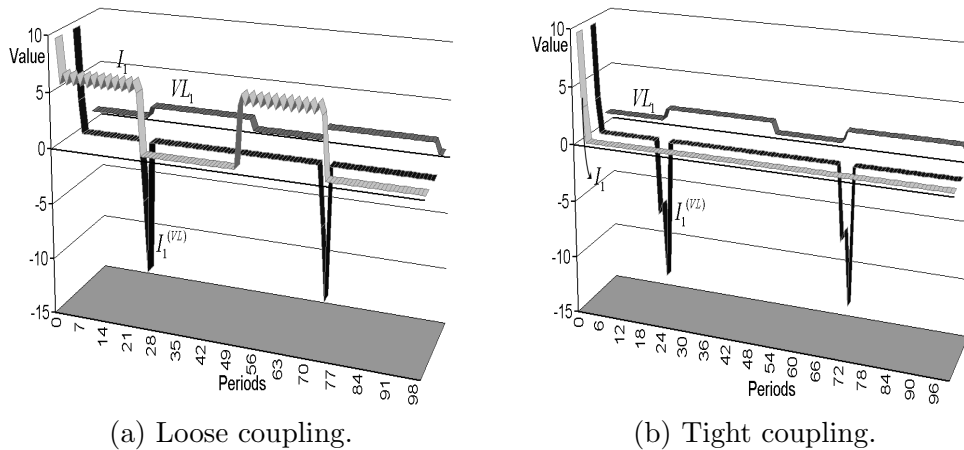 10
Value
5
0
-5
-10
-15
I₁
VL₁
I₁⁽ⱽᴸ⁾
0 7 14 21 28 35 42 49 56 63 70 77 84 91 98
Periods
(a) Loose coupling.
10
Value
5
0
-5
-10
-15
VL₁
I₁
I₁⁽ⱽᴸ⁾
0 6 12 18 24 30 36 42 48 54 60 66 72 78 84 90 96
Periods
(b) Tight coupling.